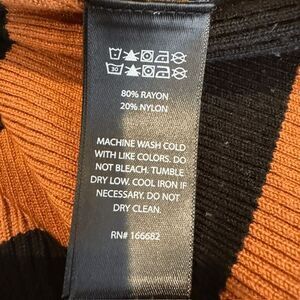 30
80% RAYON
20% NYLON
MACHINE WASH COLD
WITH LIKE COLORS. DO
NOT BLEACH. TUMBLE
DRY LOW. COOL IRON IF
NECESSARY. DO NOT
DRY CLEAN.
RN# 166682